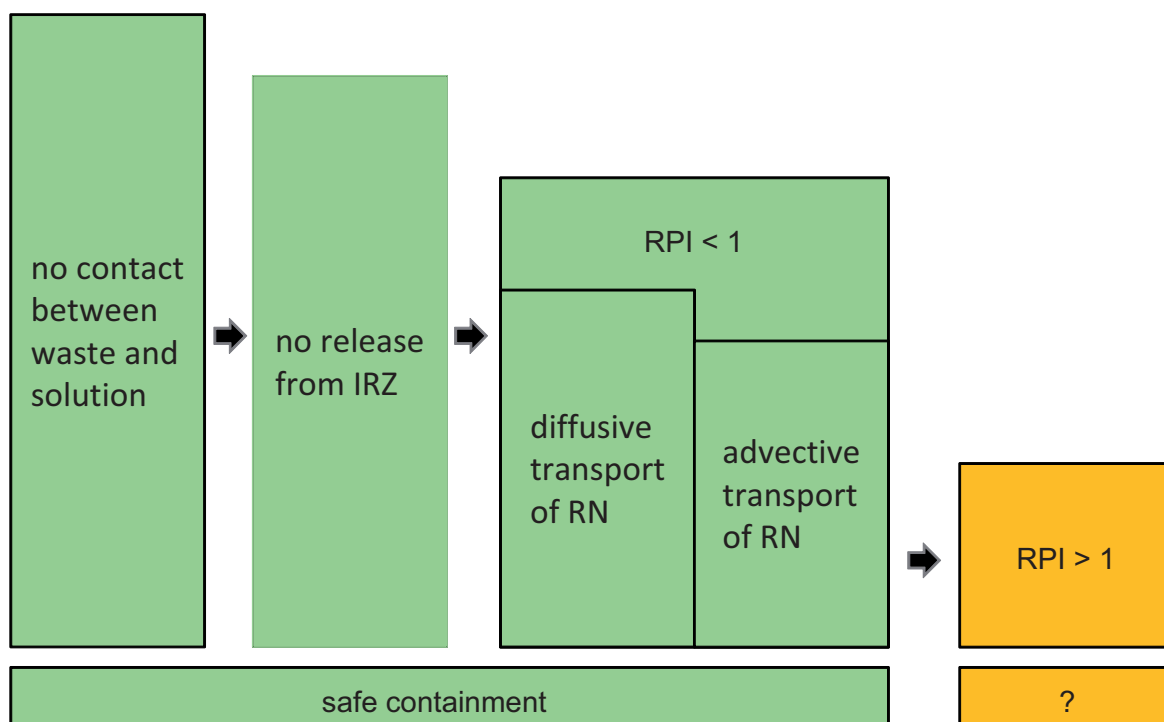 no contact
between
waste and
solution
no release
from IRZ
RPI < 1
diffusive
transport
of RN
advective
transport
of RN
RPI > 1
safe containment
?